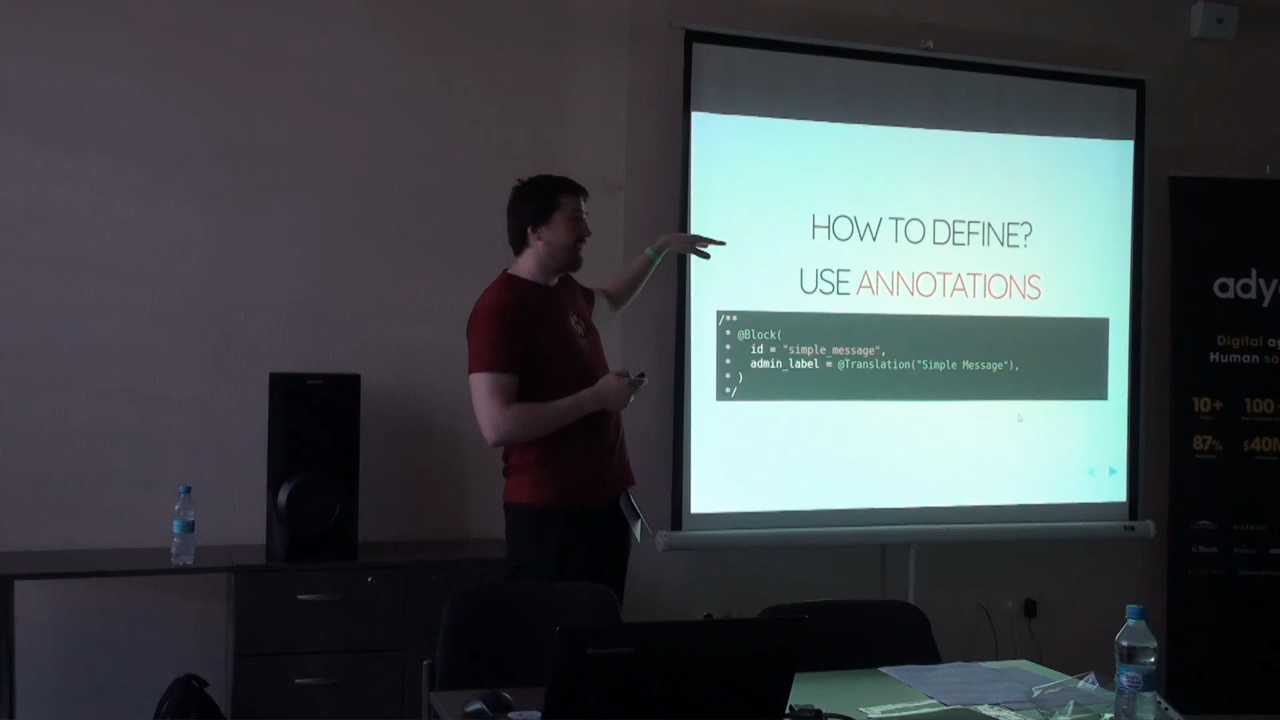 HOW TO DEFINE?
USE ANNOTATIONS
/**
* @Block(
* id = "simple_message",
* admin_label = @Translation("Simple Message"),
* )
*/
SONY
ady
Digital
Human
10+
100
87%
$40M